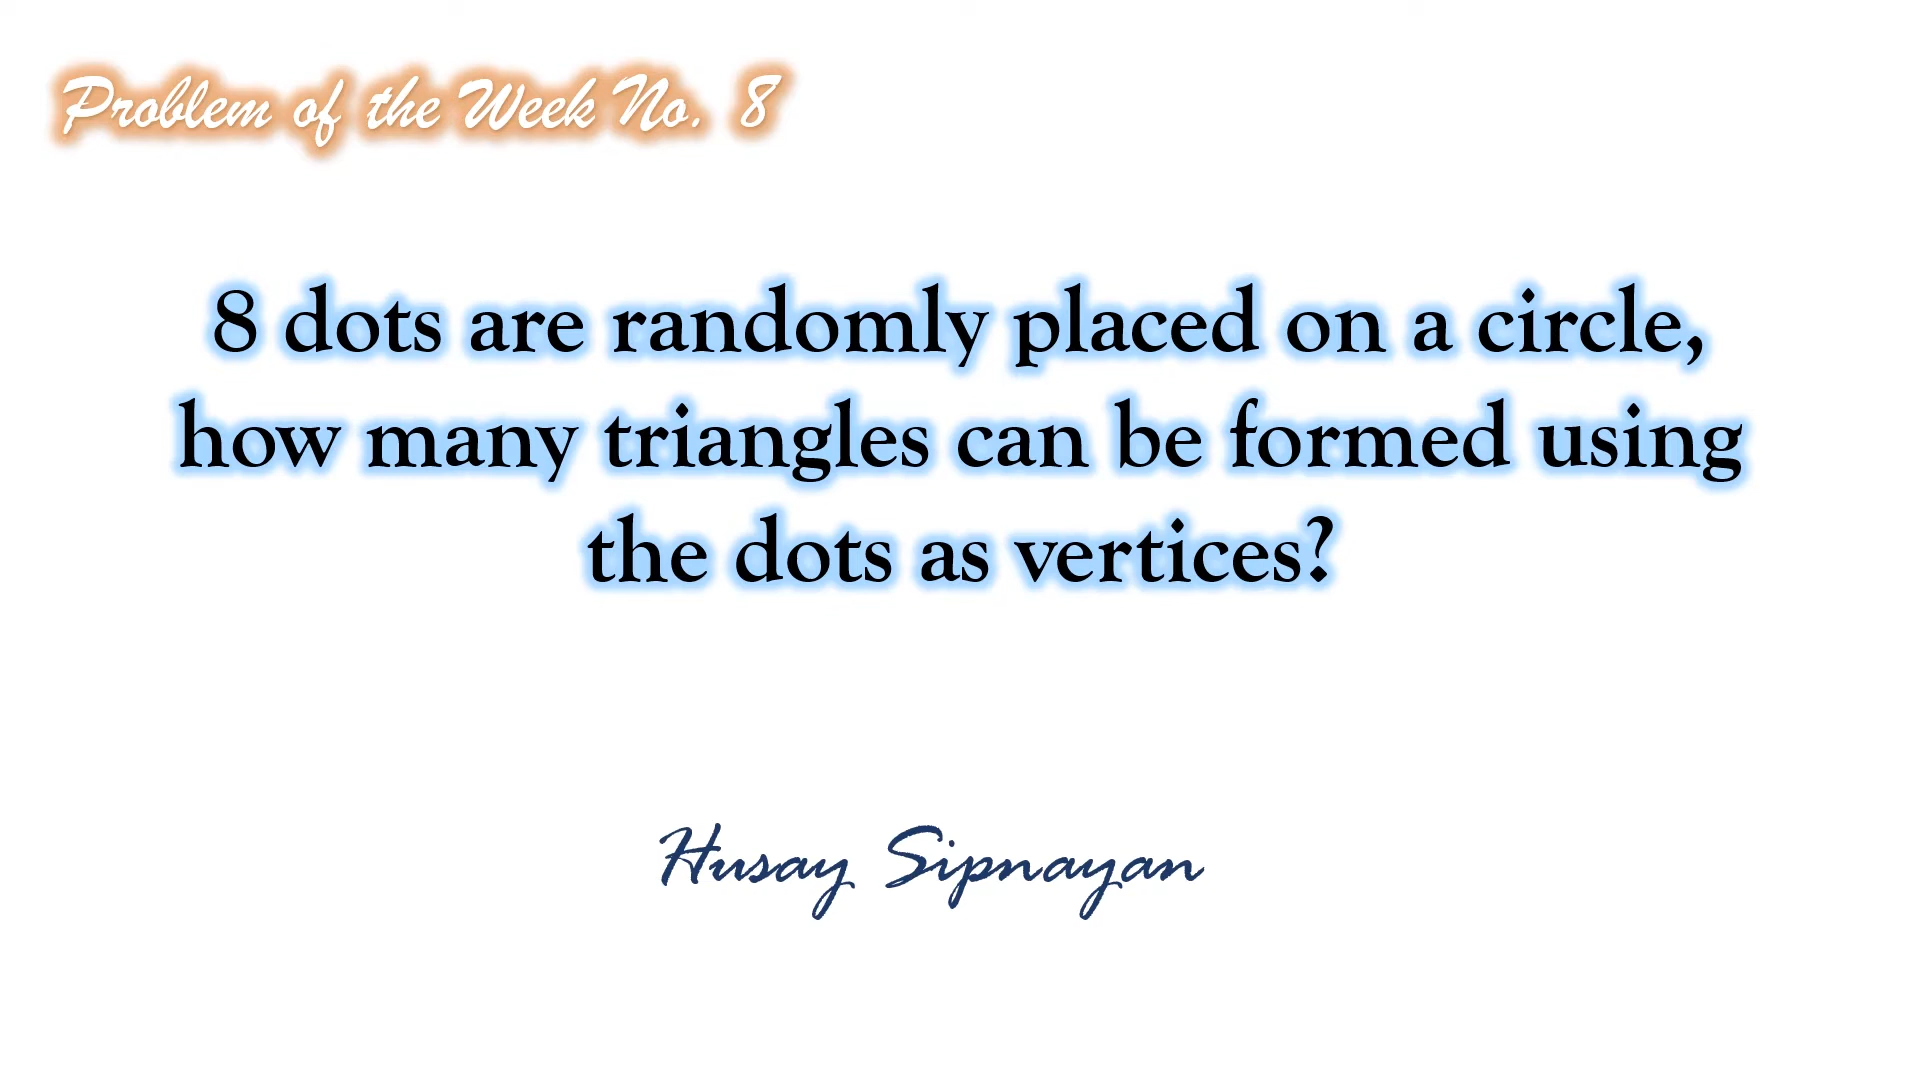 Problem of the Week No. 8
8 dots are randomly placed on a circle,
how many triangles can be formed using
the dots as vertices?
Husay Sipnayan